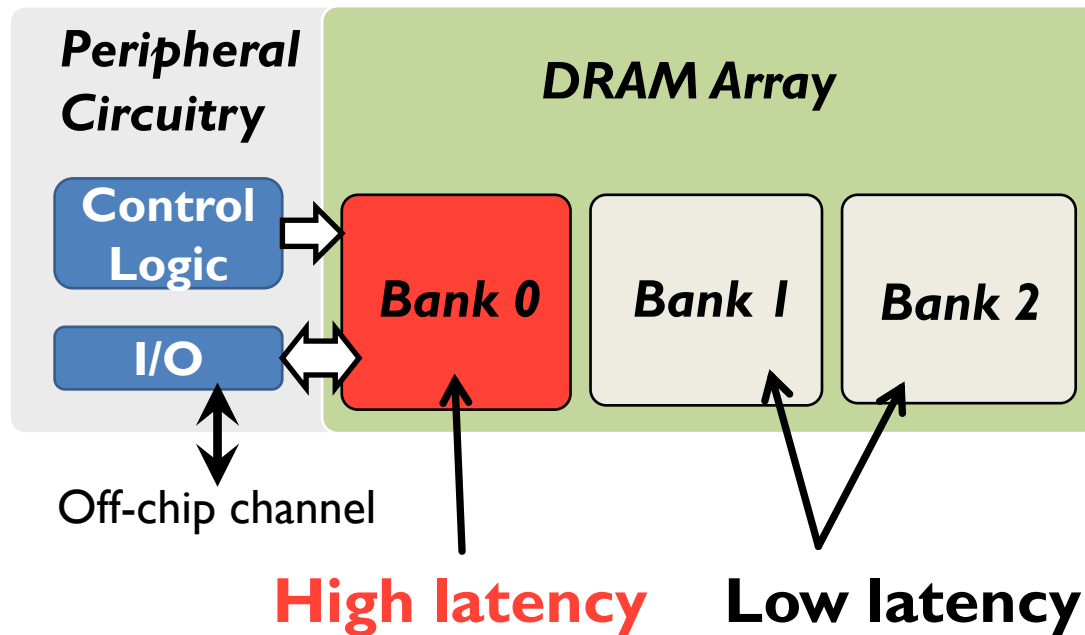 Peripheral
Circuitry
DRAM Array
Control
Logic
I/O
Bank 0
Bank 1
Bank 2
Off-chip channel
High latency
Low latency